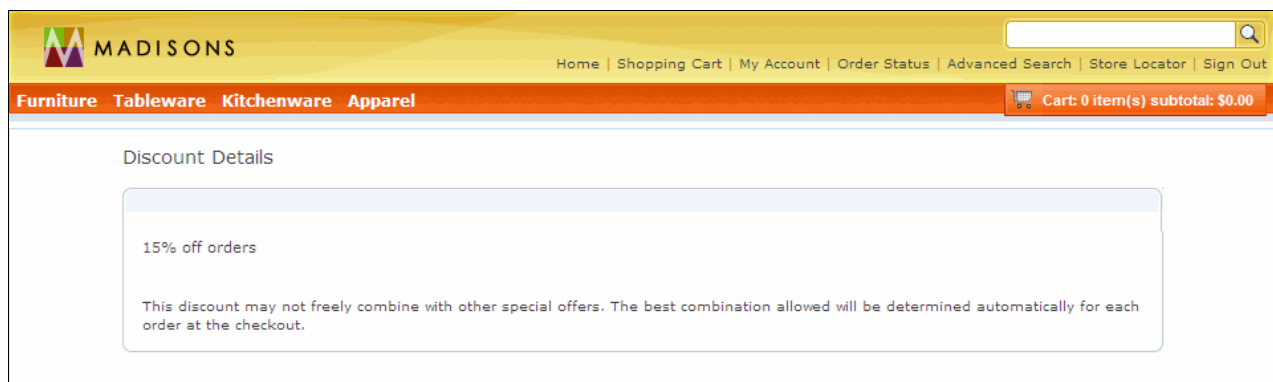 MADISONS
Home | Shopping Cart | My Account | Order Status | Advanced Search | Store Locator | Sign Out
Furniture Tableware Kitchenware Apparel
Cart: 0 item(s) subtotal: $0.00
Discount Details
15% off orders
This discount may not freely combine with other special offers. The best combination allowed will be determined automatically for each
order at the checkout.